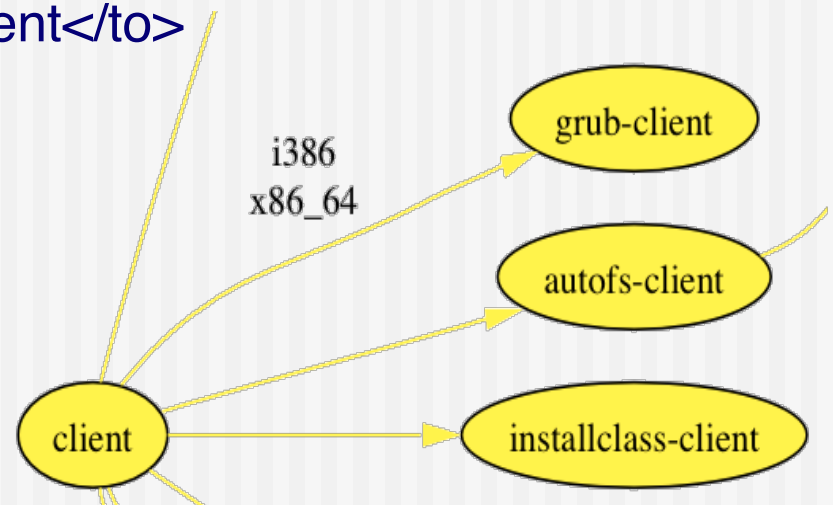 ent</to>
i386
x86_64
grub-client
autofs-client
client
installclass-client